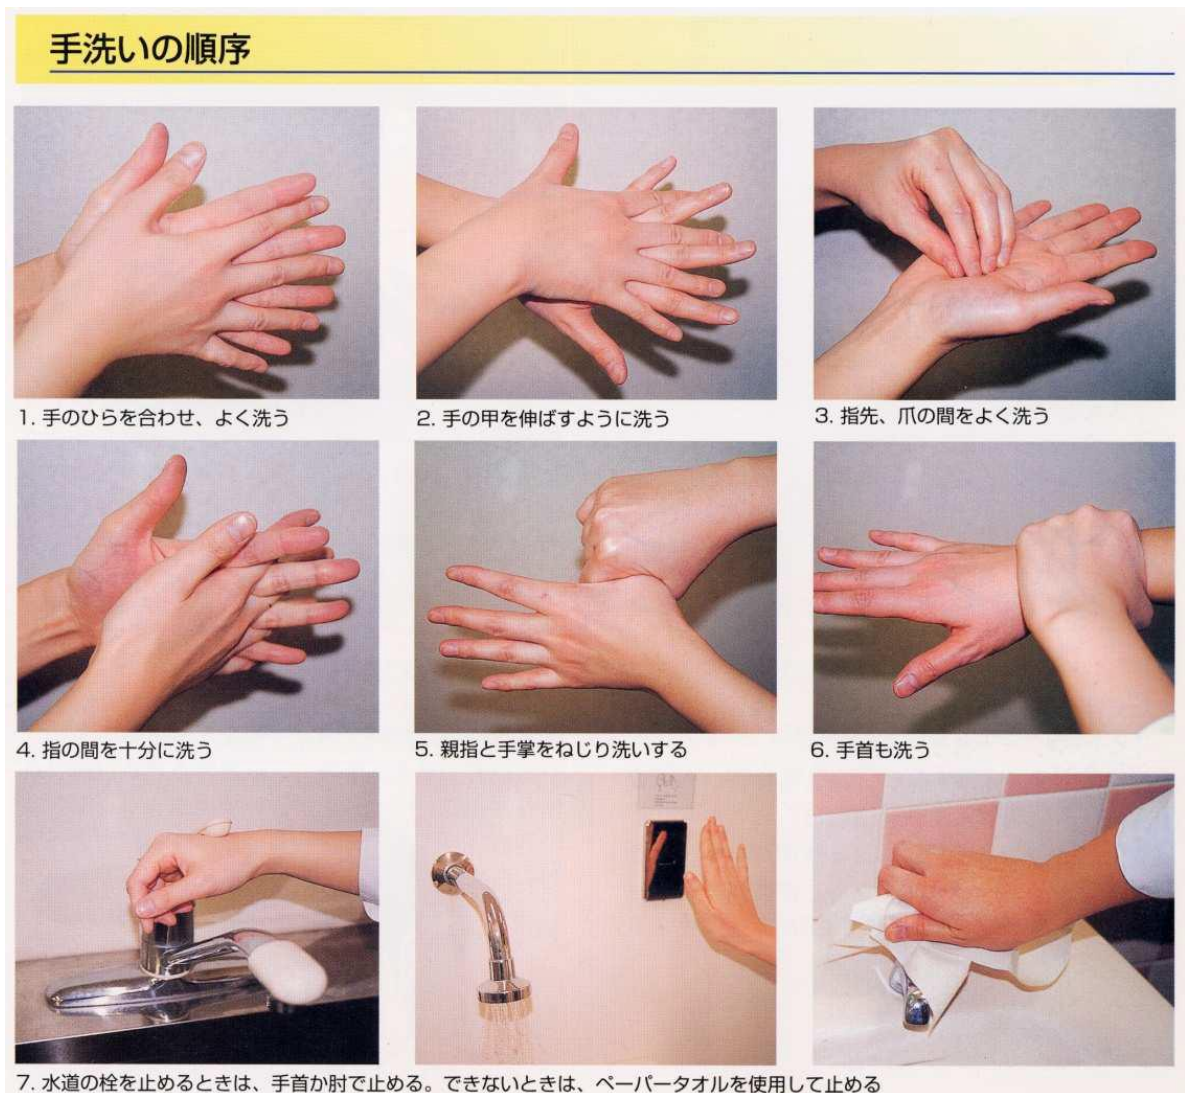 手洗いの順序
1. 手のひらを合わせ、よく洗う
2. 手の甲を伸ばすように洗う
3. 指先、爪の間をよく洗う
4. 指の間を十分に洗う
5. 親指と手掌をねじり洗いする
6. 手首も洗う
7. 水道の栓を止めるときは、手首か肘で止める。できないときは、ペーパータオルを使用して止める